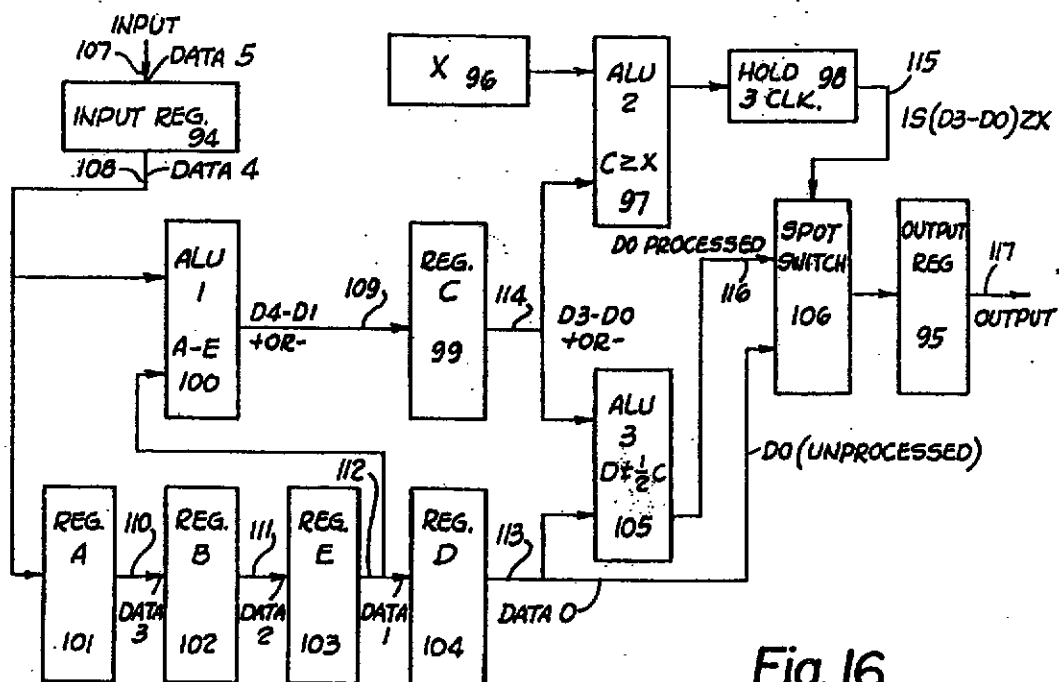 INPUT
107
DATA 5
INPUT REG.
94
108
DATA 4
X 96
ALU
2
C≥X
97
HOLD 98
3 CLK.
115
IS (D3-D0)ZX
ALU
1
A-E
100
109
D4-D1
+OR-
REG.
C
99
114
D3-D0
+OR-
DO PROCESSED
116
SPOT
SWITCH
106
OUTPUT
REG
95
117
OUTPUT
ALU
3
D+½C
105
DO (UNPROCESSED)
112
REG.
A
101
110
DATA
3
REG.
B
102
111
DATA
2
REG.
E
103
DATA
1
REG.
D
104
113
DATA 0
Fig. 16